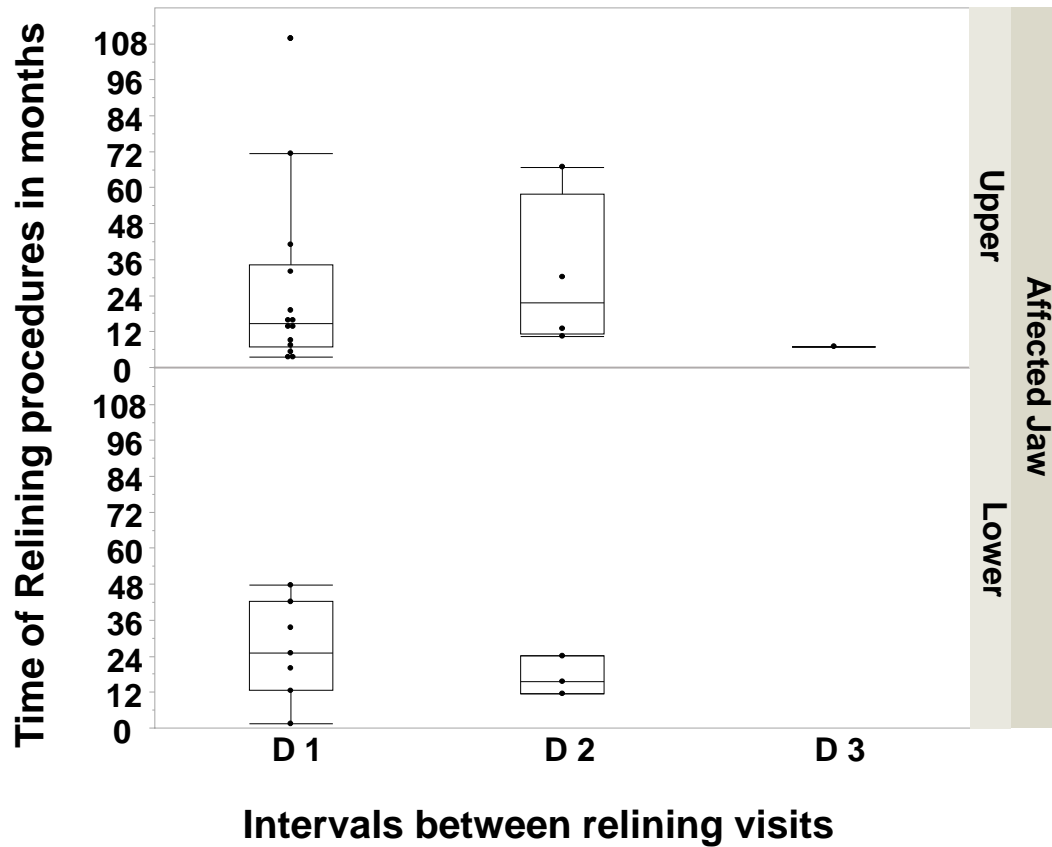 Time of Relining procedures in months
108
96
84
72
60
48
36
24
12
0
108
96
84
72
60
48
36
24
12
0
Upper
Lower
Affected Jaw
D 1
D 2
D 3
Intervals between relining visits